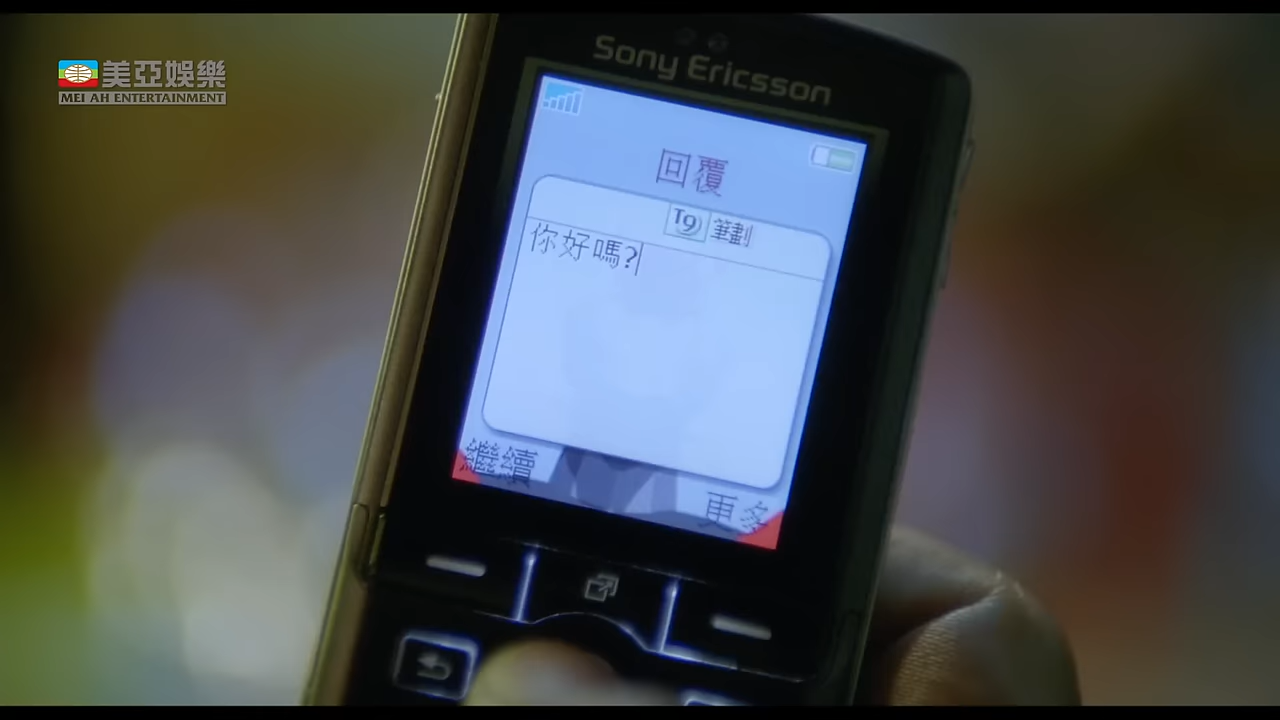 美亞娛樂
MEI AH ENTERTAINMENT
Sony Ericsson
回覆
T9 筆劃
你好嗎?
繼續
更多